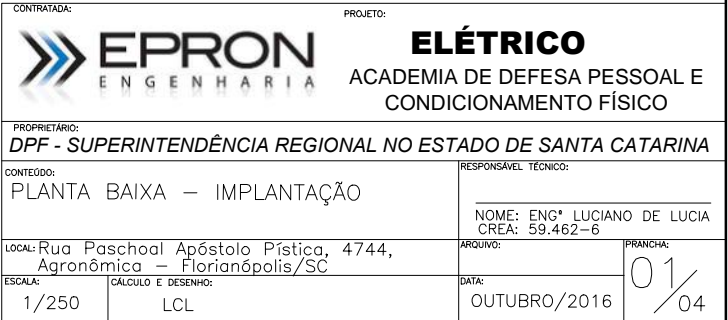 CONTRATADA:
EPRON
ENGENHARIA
PROJETO:
ELÉTRICO
ACADEMIA DE DEFESA PESSOAL E
CONDICIONAMENTO FÍSICO
PROPRIETÁRIO:
DPF - SUPERINTENDÊNCIA REGIONAL NO ESTADO DE SANTA CATARINA
CONTEÚDO:
PLANTA BAIXA – IMPLANTAÇÃO
RESPONSÁVEL TÉCNICO:
NOME: ENGº LUCIANO DE LUCIA
CREA: 59.462-6
LOCAL: Rua Paschoal Apóstolo Pística, 4744,
Agronômica – Florianópolis/SC
ARQUIVO:
PRANCHA:
01/04
ESCALA:
1/250
CÁLCULO E DESENHO:
LCL
DATA:
OUTUBRO/2016